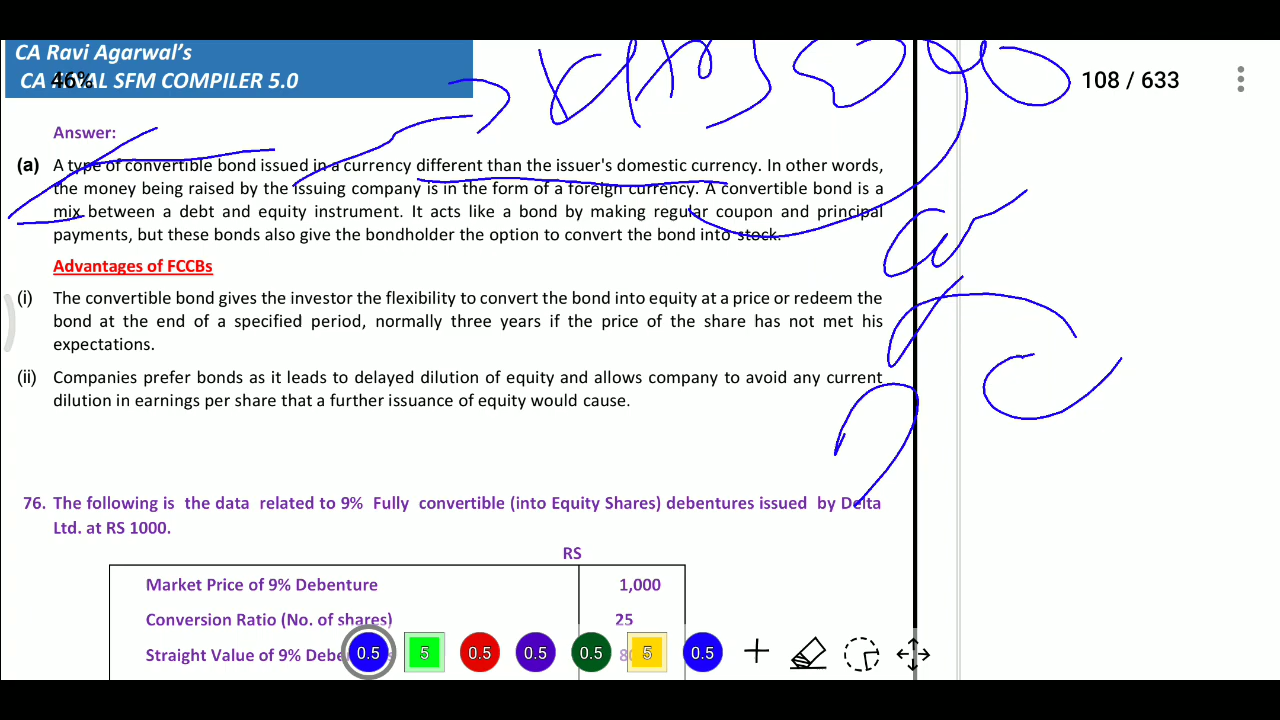 CA Ravi Agarwal's
CA FINAL SFM COMPILER 5.0
46%
108 / 633
Answer:
(a) A type of convertible bond issued in a currency different than the issuer's domestic currency. In other words,
the money being raised by the issuing company is in the form of a foreign currency. A convertible bond is a
mix between a debt and equity instrument. It acts like a bond by making regular coupon and principal
payments, but these bonds also give the bondholder the option to convert the bond into stock.
Advantages of FCCBs
(i) The convertible bond gives the investor the flexibility to convert the bond into equity at a price or redeem the
bond at the end of a specified period, normally three years if the price of the share has not met his
expectations.
(ii) Companies prefer bonds as it leads to delayed dilution of equity and allows company to avoid any current
dilution in earnings per share that a further issuance of equity would cause.
76. The following is the data related to 9% Fully convertible (into Equity Shares) debentures issued by Delta
Ltd. at RS 1000.
RS
Market Price of 9% Debenture 1,000
Conversion Ratio (No. of shares) 25
Straight Value of 9%
0.5 5 0.5 0.5 0.5 5 0.5